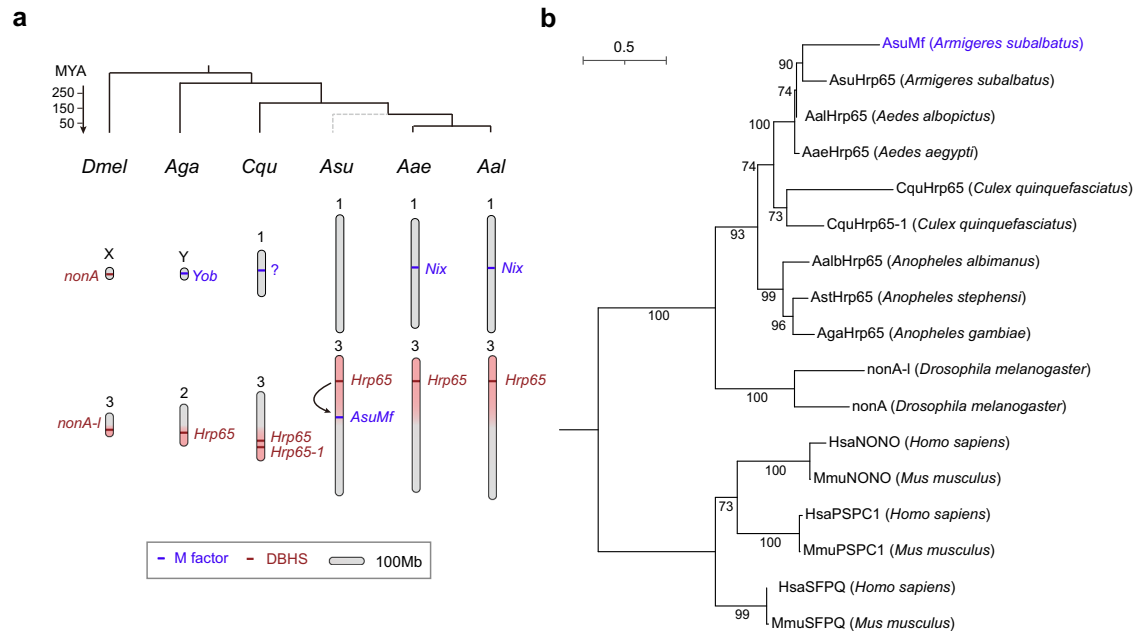 a
MYA
250
150
50
Dmel Aga Cqu Asu Aae Aal
X Y 1 1 1 1
nonA Yob ? Nix Nix
3 2 3 3 3 3
nonA-l Hrp65 Hrp65 Hrp65 Hrp65 Hrp65
Hrp65-1 AsuMf
M factor DBHS 100Mb
b
0.5
AsuMf (Armigeres subalbatus)
90
AsuHrp65 (Armigeres subalbatus)
74
AalHrp65 (Aedes albopictus)
100
AaeHrp65 (Aedes aegypti)
74
CquHrp65 (Culex quinquefasciatus)
73
CquHrp65-1 (Culex quinquefasciatus)
93
AalbHrp65 (Anopheles albimanus)
99
AstHrp65 (Anopheles stephensi)
96
AgaHrp65 (Anopheles gambiae)
100
nonA-l (Drosophila melanogaster)
100
nonA (Drosophila melanogaster)
HsaNONO (Homo sapiens)
100
MmuNONO (Mus musculus)
73
HsaPSPC1 (Homo sapiens)
100
MmuPSPC1 (Mus musculus)
HsaSFPQ (Homo sapiens)
99
MmuSFPQ (Mus musculus)